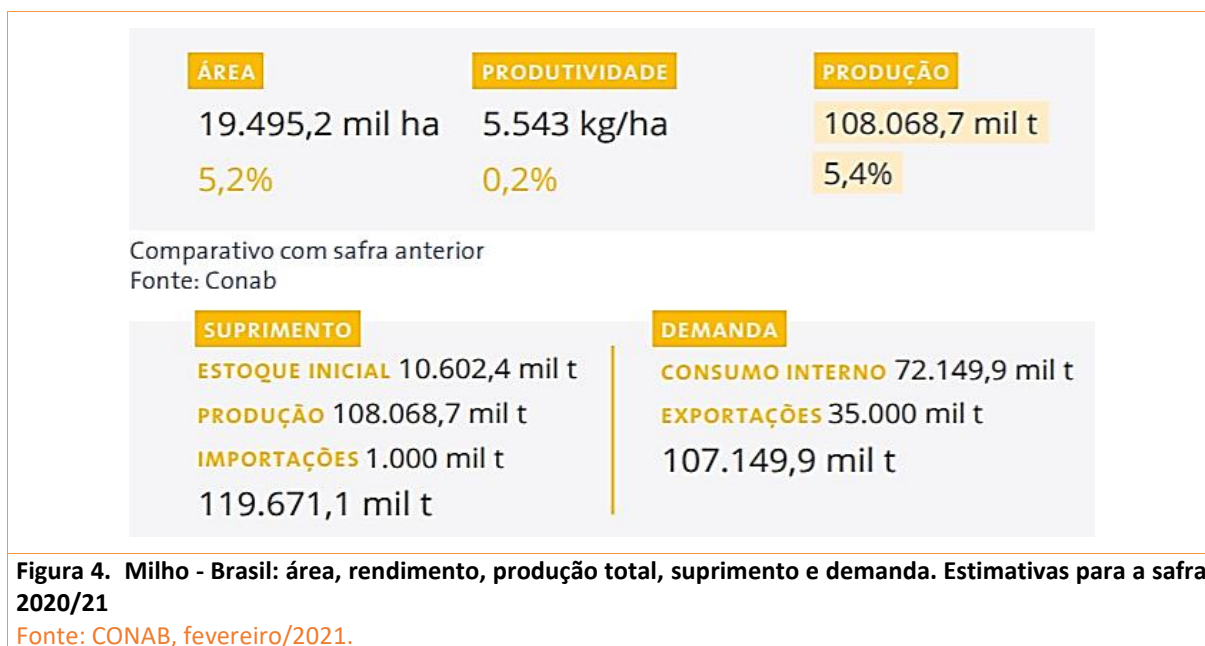 ÁREA
PRODUTIVIDADE
PRODUÇÃO
19.495,2 mil ha
5.543 kg/ha
108.068,7 mil t
5,2%
0,2%
5,4%
Comparativo com safra anterior
Fonte: Conab
SUPRIMENTO
ESTOQUE INICIAL 10.602,4 mil t
PRODUÇÃO 108.068,7 mil t
IMPORTAÇÕES 1.000 mil t
119.671,1 mil t
DEMANDA
CONSUMO INTERNO 72.149,9 mil t
EXPORTAÇÕES 35.000 mil t
107.149,9 mil t
Figura 4. Milho - Brasil: área, rendimento, produção total, suprimento e demanda. Estimativas para a safra
2020/21
Fonte: CONAB, fevereiro/2021.